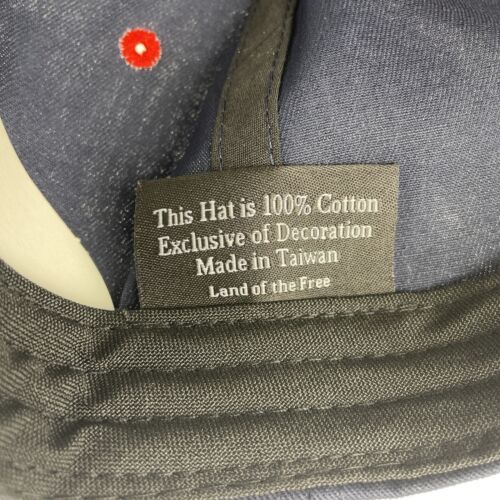 This Hat is 100% Cotton
Exclusive of Decoration
Made in Taiwan
Land of the Free